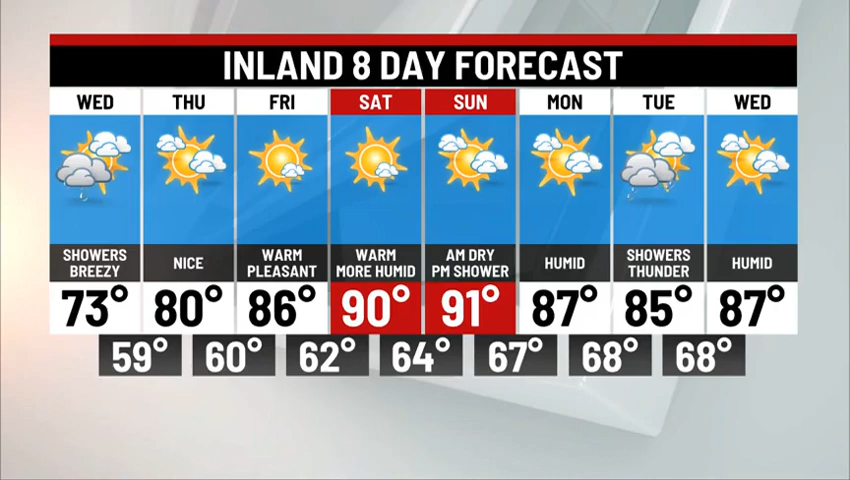 INLAND 8 DAY FORECAST
WED THU FRI SAT SUN MON TUE WED
SHOWERS BREEZY NICE WARM PLEASANT WARM MORE HUMID AM DRY PM SHOWER HUMID SHOWERS THUNDER HUMID
73° 80° 86° 90° 91° 87° 85° 87°
59° 60° 62° 64° 67° 68° 68°